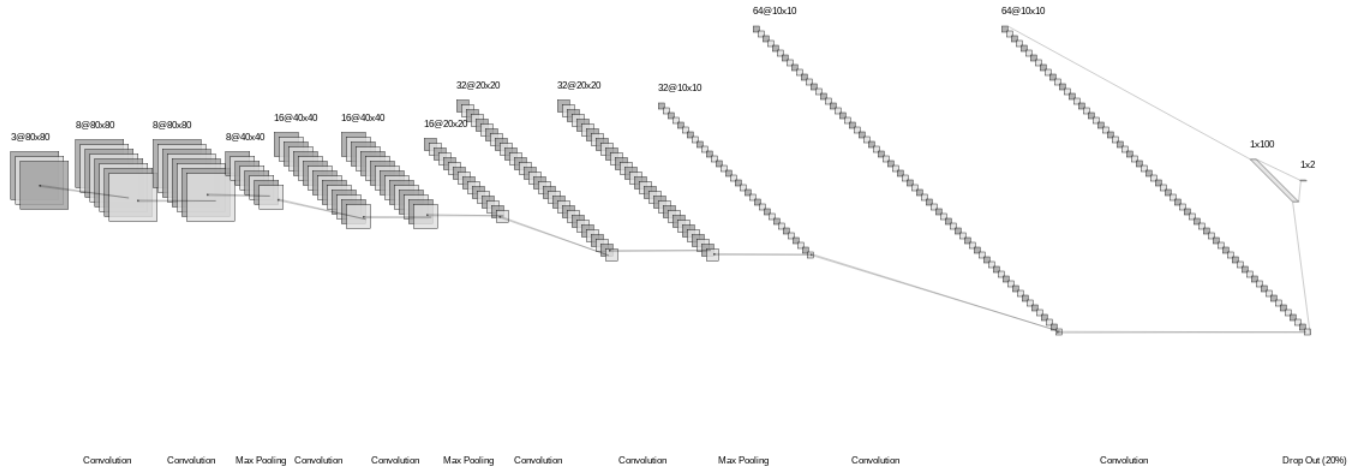 3@80x80
8@80x80
8@80x80
8@40x40
16@40x40
16@40x40
16@20x20
32@20x20
32@20x20
32@10x10
64@10x10
64@10x10
1x100
1x2
Convolution
Convolution
Max Pooling
Convolution
Convolution
Max Pooling
Convolution
Convolution
Max Pooling
Convolution
Convolution
Drop Out (20%)